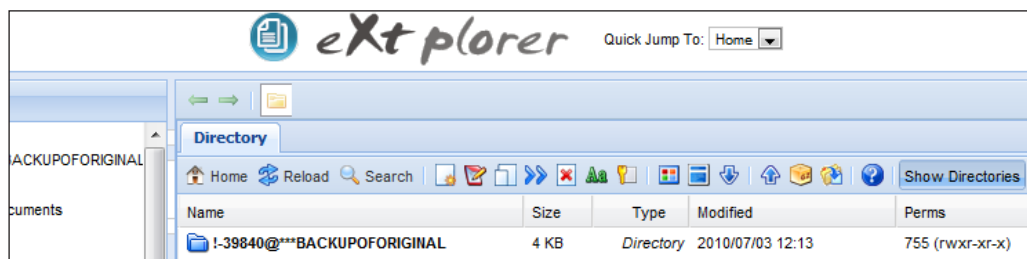 eXtplorer Quick Jump To: Home
Directory
ACKUPOFORIGINAL
Home Reload Search Aa ? Show Directories
cuments
Name Size Type Modified Perms
!-39840@***BACKUPOFORIGINAL 4 KB Directory 2010/07/03 12:13 755 (rwxr-xr-x)